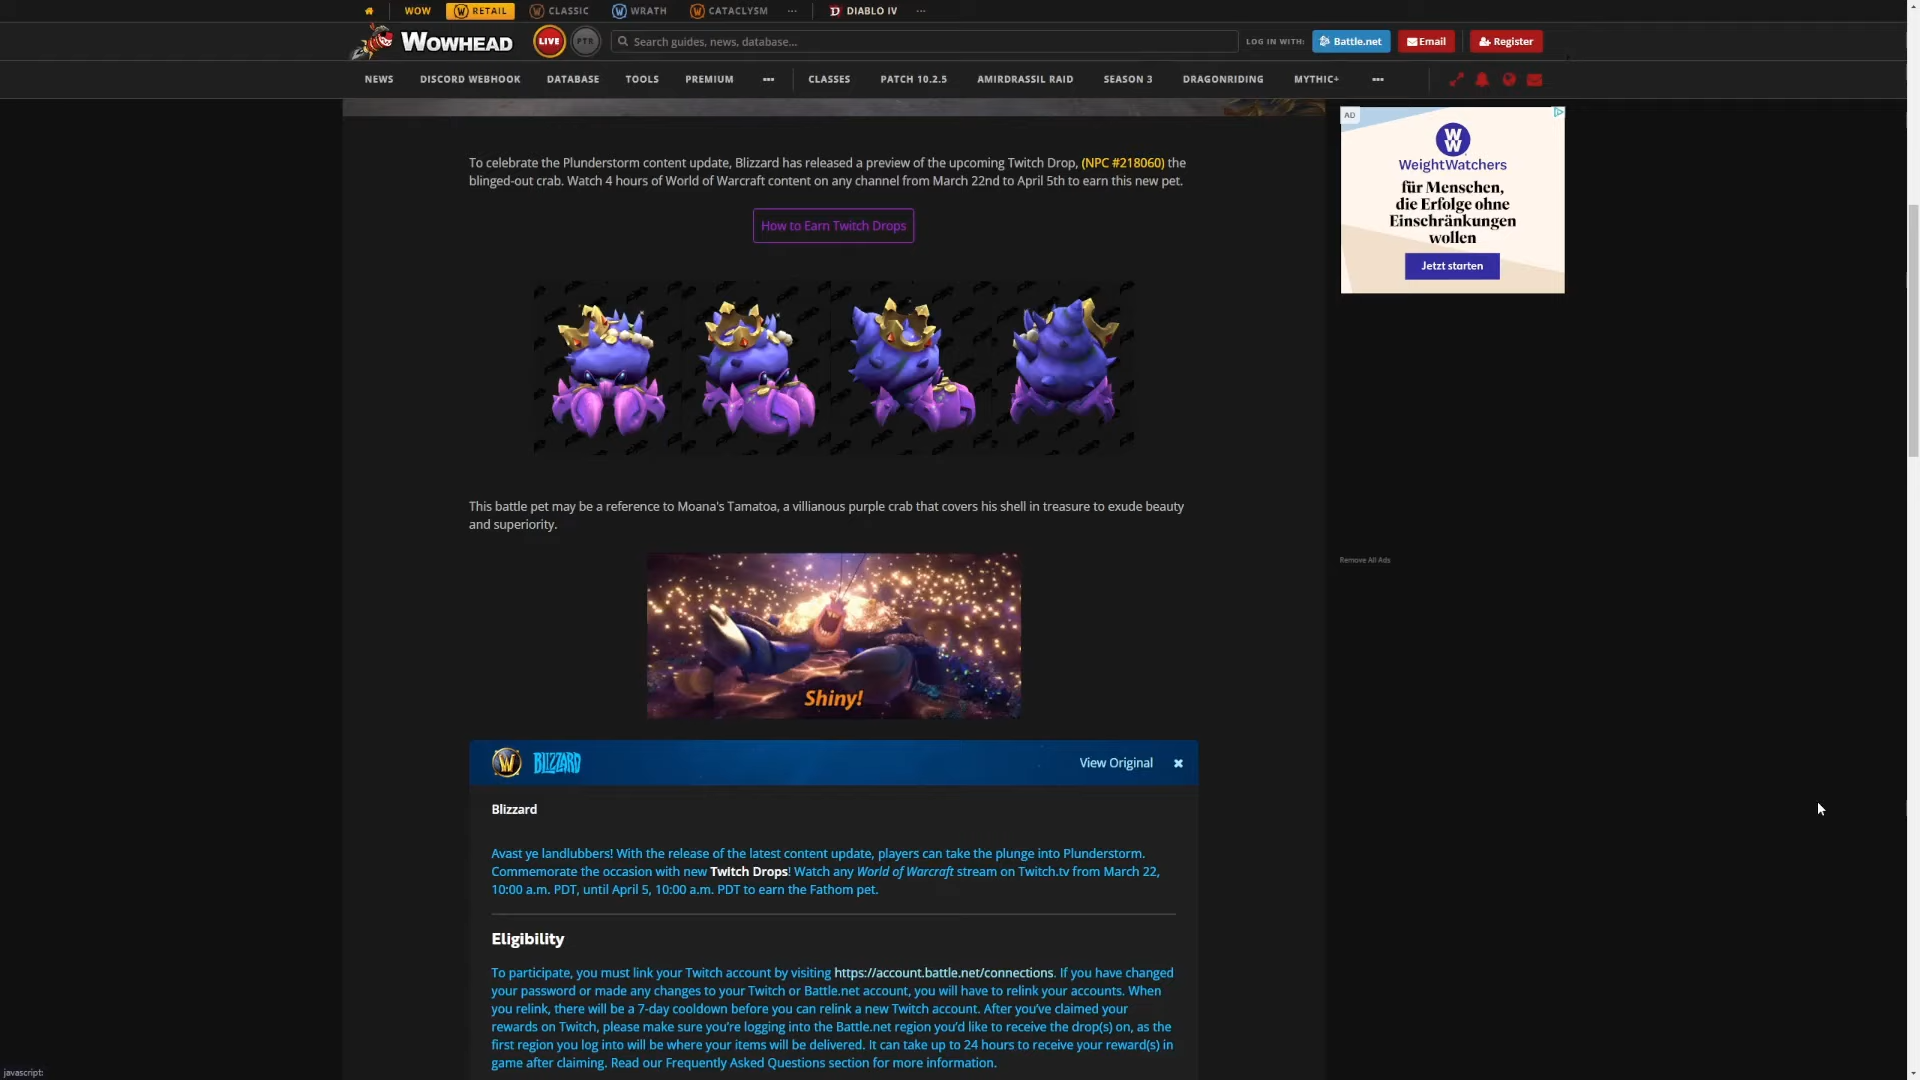 WOW
RETAIL
CLASSIC
WRATH
CATACLYSM
DIABLO IV
WOWHEAD
LIVE
PTR
Search guides, news, database...
LOG IN WITH:
Battle.net
Email
Register
NEWS
DISCORD WEBHOOK
DATABASE
TOOLS
PREMIUM
CLASSES
PATCH 10.2.5
AMIRDRASSIL RAID
SEASON 3
DRAGONRIDING
MYTHIC+
To celebrate the Plunderstorm content update, Blizzard has released a preview of the upcoming Twitch Drop, (NPC #218060) the
blinged-out crab. Watch 4 hours of World of Warcraft content on any channel from March 22nd to April 5th to earn this new pet.
How to Earn Twitch Drops
AD
WW
WeightWatchers
für Menschen,
die Erfolge ohne
Einschränkungen
wollen
Jetzt starten
This battle pet may be a reference to Moana's Tamatoa, a villianous purple crab that covers his shell in treasure to exude beauty
and superiority.
Remove All Ads
Shiny!
W
BLIZZARD
View Original
Blizzard
Avast ye landlubbers! With the release of the latest content update, players can take the plunge into Plunderstorm.
Commemorate the occasion with new Twitch Drops! Watch any World of Warcraft stream on Twitch.tv from March 22,
10:00 a.m. PDT, until April 5, 10:00 a.m. PDT to earn the Fathom pet.
Eligibility
To participate, you must link your Twitch account by visiting https://account.battle.net/connections. If you have changed
your password or made any changes to your Twitch or Battle.net account, you will have to relink your accounts. When
you relink, there will be a 7-day cooldown before you can relink a new Twitch account. After you've claimed your
rewards on Twitch, please make sure you're logging into the Battle.net region you'd like to receive the drop(s) on, as the
first region you log into will be where your items will be delivered. It can take up to 24 hours to receive your reward(s) in
game after claiming. Read our Frequently Asked Questions section for more information.
javascript: